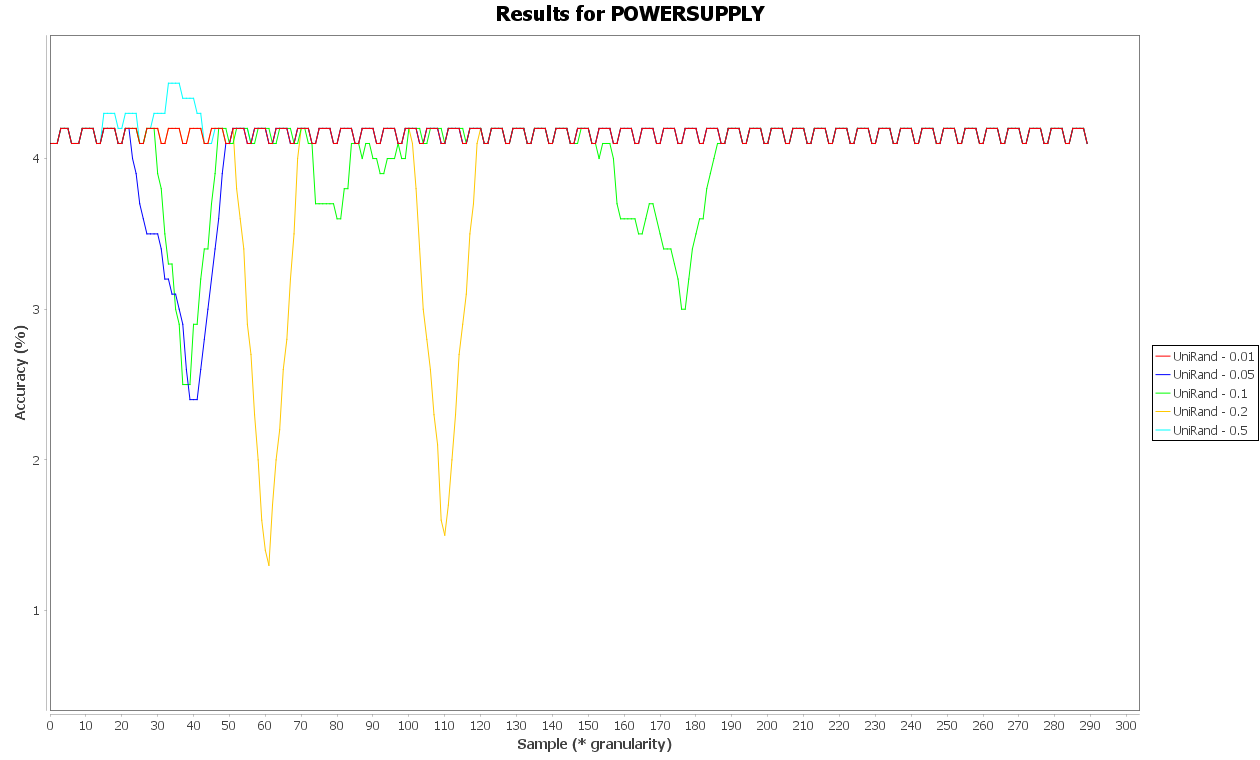 Results for POWERSUPPLY
Accuracy (%)
4
3
2
1
0 10 20 30 40 50 60 70 80 90 100 110 120 130 140 150 160 170 180 190 200 210 220 230 240 250 260 270 280 290 300
Sample (* granularity)
UniRand - 0.01
UniRand - 0.05
UniRand - 0.1
UniRand - 0.2
UniRand - 0.5